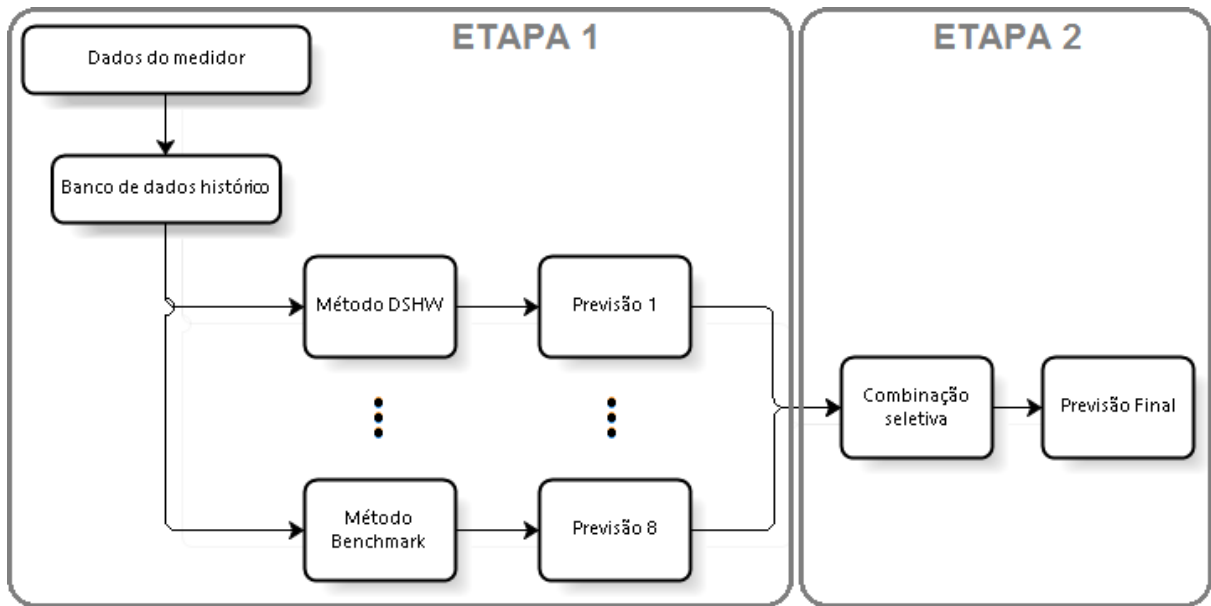 ETAPA 1
ETAPA 2
Dados do medidor
Banco de dados histórico
Método DSHW
Previsão 1
Combinação
seletiva
Previsão Final
Método
Benchmark
Previsão 8